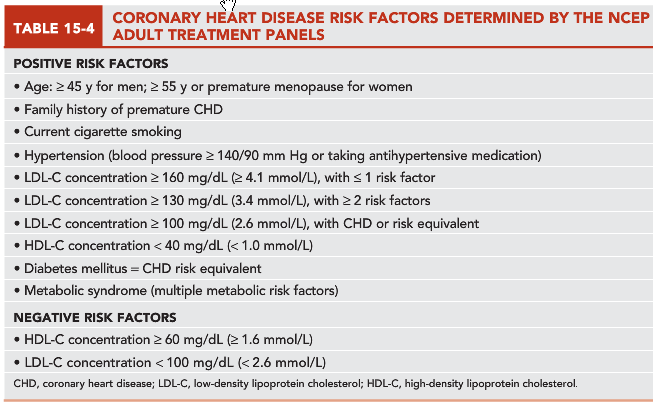 TABLE 15-4
CORONARY HEART DISEASE RISK FACTORS DETERMINED BY THE NCEP
ADULT TREATMENT PANELS
POSITIVE RISK FACTORS
• Age: ≥ 45 y for men; ≥ 55 y or premature menopause for women
• Family history of premature CHD
• Current cigarette smoking
• Hypertension (blood pressure ≥ 140/90 mm Hg or taking antihypertensive medication)
• LDL-C concentration ≥ 160 mg/dL (≥ 4.1 mmol/L), with ≤ 1 risk factor
• LDL-C concentration ≥ 130 mg/dL (3.4 mmol/L), with ≥ 2 risk factors
• LDL-C concentration ≥ 100 mg/dL (2.6 mmol/L), with CHD or risk equivalent
• HDL-C concentration < 40 mg/dL (< 1.0 mmol/L)
• Diabetes mellitus = CHD risk equivalent
• Metabolic syndrome (multiple metabolic risk factors)
NEGATIVE RISK FACTORS
• HDL-C concentration ≥ 60 mg/dL (≥ 1.6 mmol/L)
• LDL-C concentration < 100 mg/dL (< 2.6 mmol/L)
CHD, coronary heart disease; LDL-C, low-density lipoprotein cholesterol; HDL-C, high-density lipoprotein cholesterol.